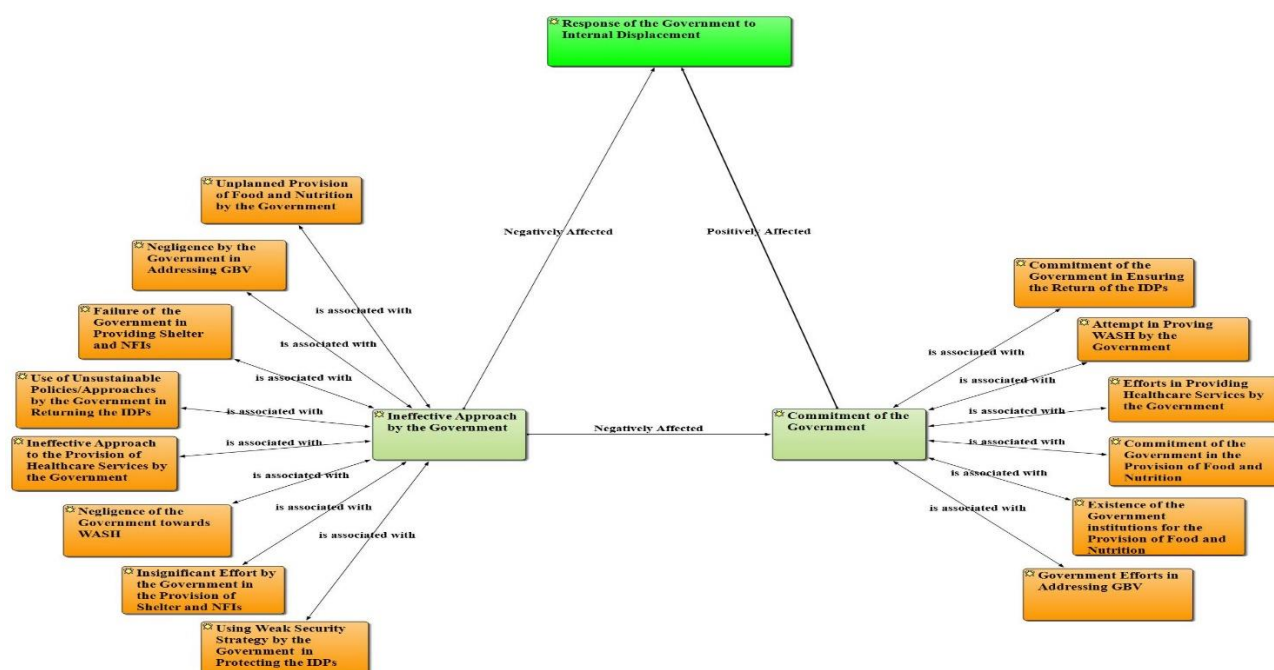 Response of the Government to
Internal Displacement
Unplanned Provision
of Food and Nutrition
by the Government
Negatively Affected
Positively Affected
Negligence by the
Government in
Addressing GBV
Commitment of the
Government in Ensuring
the Return of the IDPs
is associated with
Failure of the
Government in
Providing Shelter
and NFIs
is associated with
Attempt in Proving
WASH by the
Government
is associated with
is associated with
Use of Unsustainable
Policies/Approaches
by the Government in
Returning the IDPs
is associated with
Efforts in Providing
Healthcare Services by
the Government
is associated with
is associated with
Ineffective Approach
by the Government
Negatively Affected
Commitment of the
Government
Ineffective Approach
to the Provision of
Healthcare Services by
the Government
is associated with
is associated with
Commitment of the
Government in the
Provision of Food and
Nutrition
is associated with
is associated with
Negligence of the
Government towards
WASH
is associated with
Existence of the
Government
institutions for the
Provision of Food and
Nutrition
is associated with
is associated with
Insignificant Effort by
the Government in
the Provision of
Shelter and NFIs
Government Efforts in
Addressing GBV
Using Weak Security
Strategy by the
Government in
Protecting the IDPs